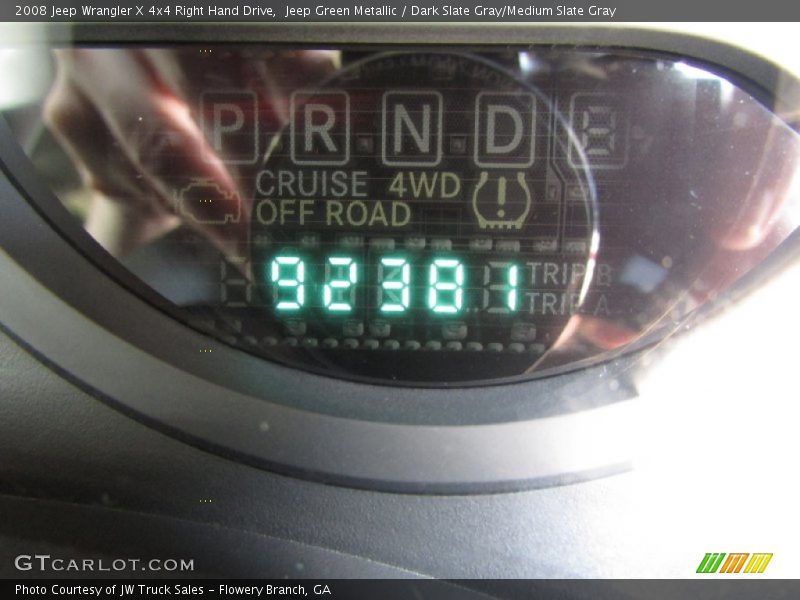 2008 Jeep Wrangler X 4x4 Right Hand Drive,  Jeep Green Metallic / Dark Slate Gray/Medium Slate Gray
P R N D 8
CRUISE 4WD
OFF ROAD
92381 TRIP B
TRIP A
GTCARLOT.COM
Photo Courtesy of JW Truck Sales - Flowery Branch, GA